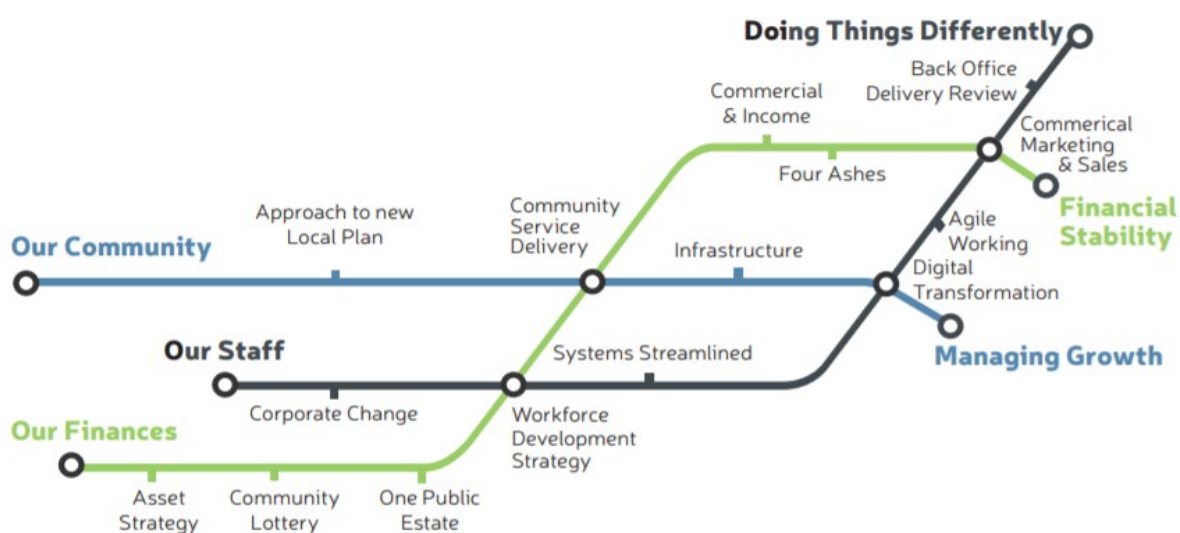 Doing Things Differently
Back Office
Delivery Review
Commercial
& Income
Commerical
Marketing
& Sales
Four Ashes
Financial
Stability
Approach to new
Local Plan
Community
Service
Delivery
Our Community
Infrastructure
Agile
Working
Digital
Transformation
Managing Growth
Our Staff
Systems Streamlined
Corporate Change
Workforce
Development
Strategy
Our Finances
Asset
Strategy
Community
Lottery
One Public
Estate